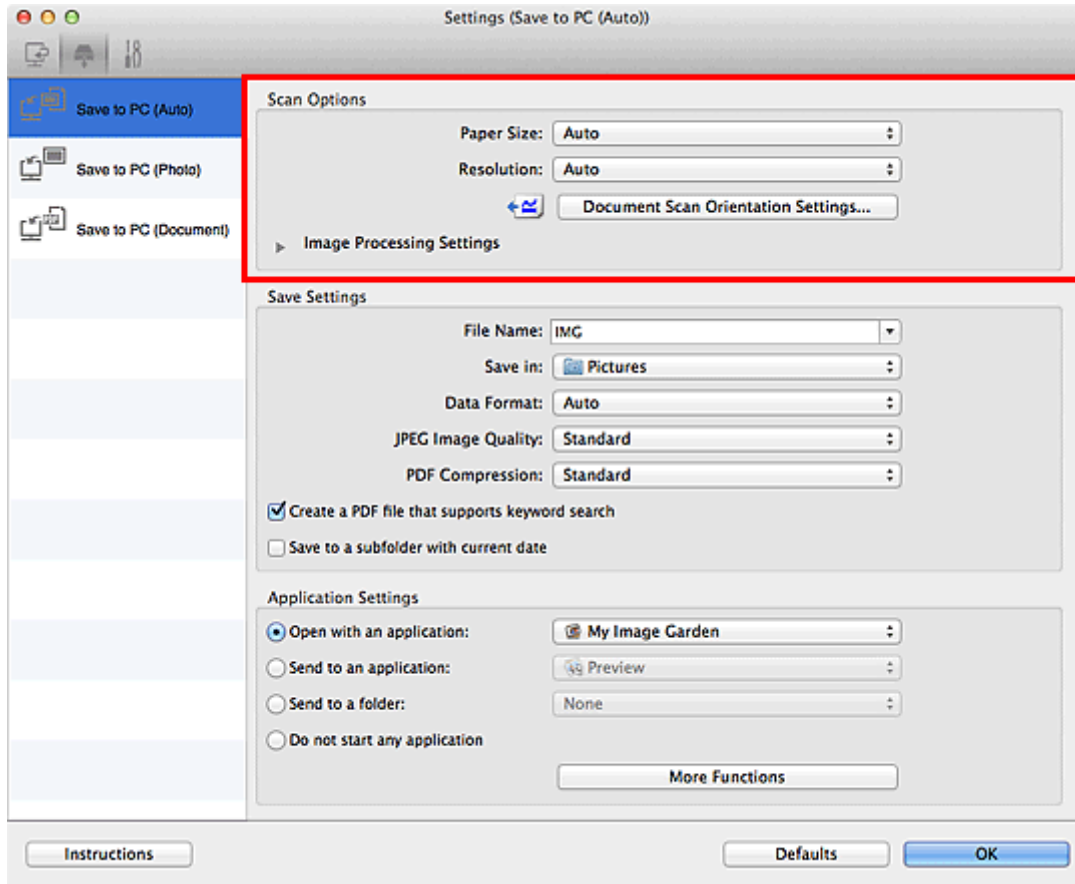 Settings (Save to PC (Auto))
Save to PC (Auto)
Save to PC (Photo)
Save to PC (Document)
Scan Options
Paper Size: Auto
Resolution: Auto
Document Scan Orientation Settings...
Image Processing Settings
Save Settings
File Name: IMG
Save in: Pictures
Data Format: Auto
JPEG Image Quality: Standard
PDF Compression: Standard
Create a PDF file that supports keyword search
Save to a subfolder with current date
Application Settings
Open with an application: My Image Garden
Send to an application: Preview
Send to a folder: None
Do not start any application
More Functions
Instructions Defaults OK